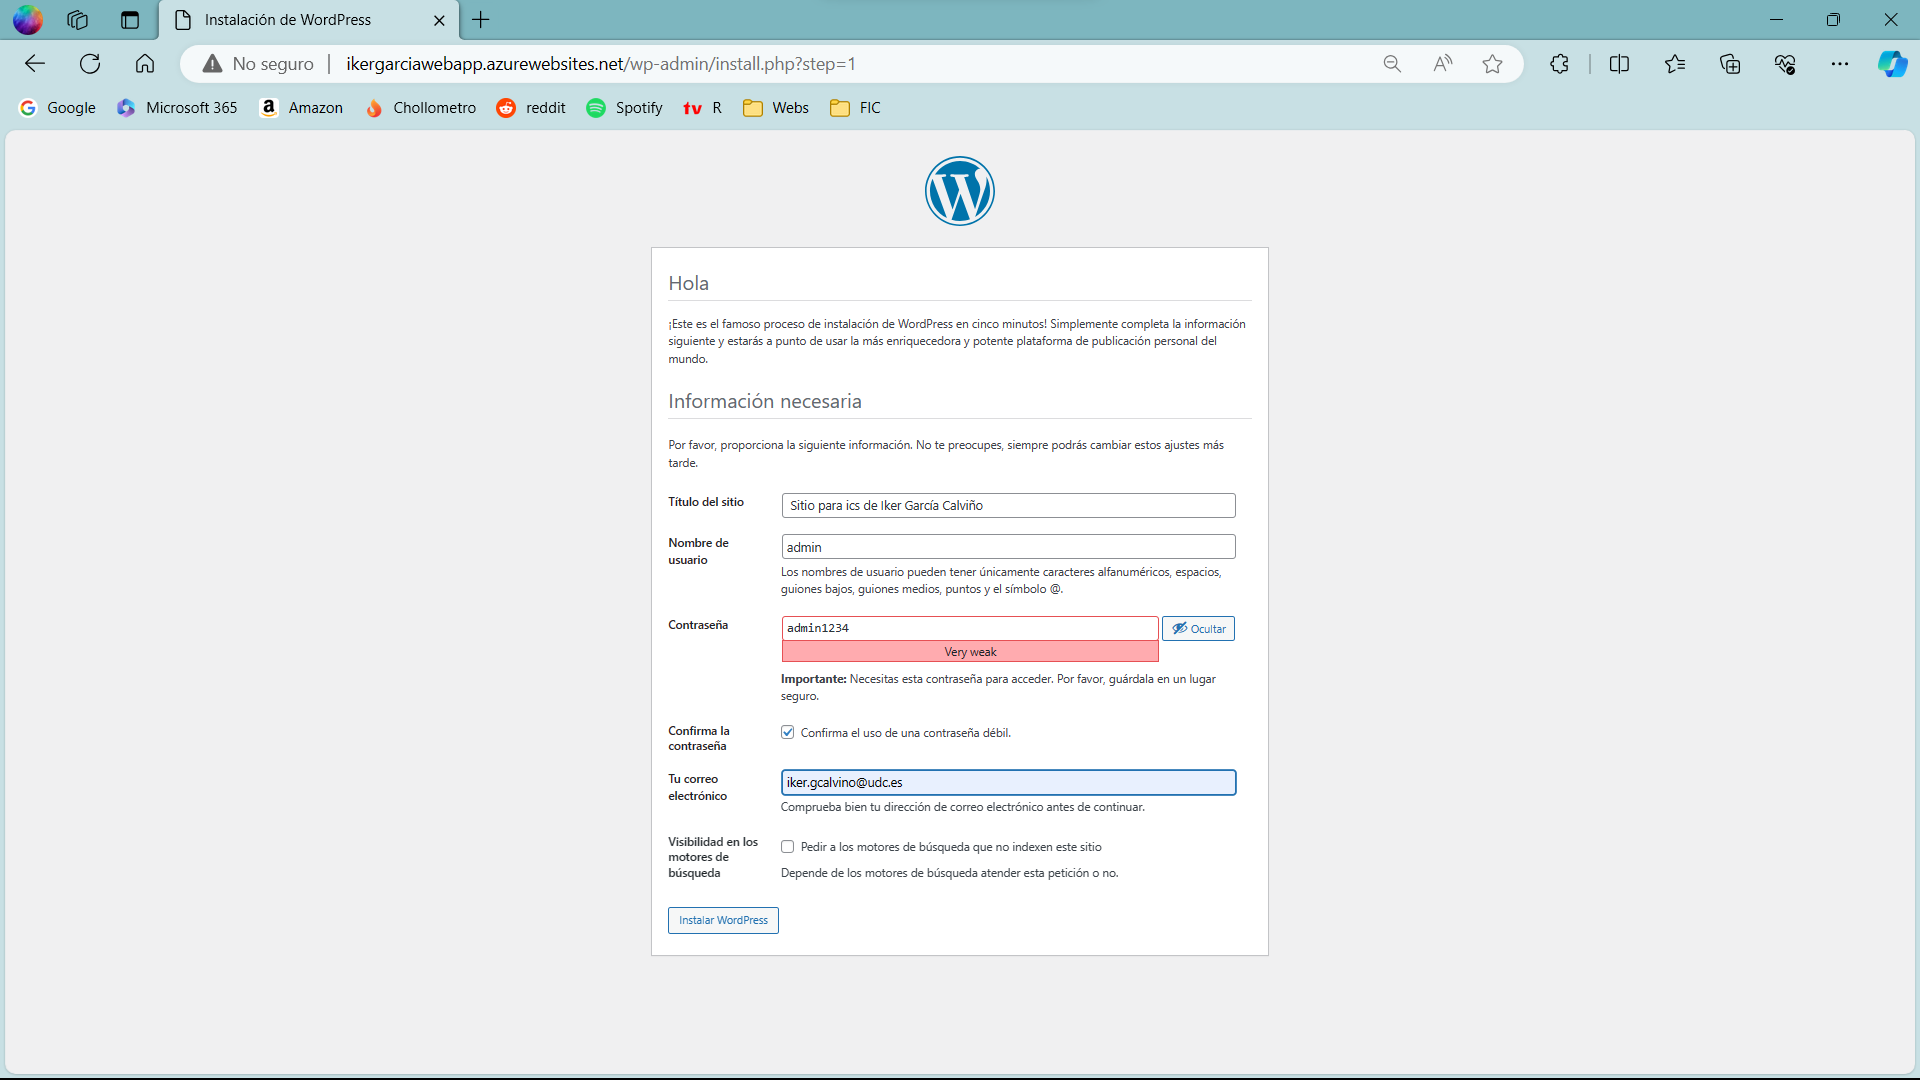 Instalación de WordPress
No seguro
ikergarciawebapp.azurewebsites.net/wp-admin/install.php?step=1
Google
Microsoft 365
Amazon
Chollometro
reddit
Spotify
R
Webs
FIC
Hola
¡Este es el famoso proceso de instalación de WordPress en cinco minutos! Simplemente completa la información
siguiente y estarás a punto de usar la más enriquecedora y potente plataforma de publicación personal del
mundo.
Información necesaria
Por favor, proporciona la siguiente información. No te preocupes, siempre podrás cambiar estos ajustes más
tarde.
Título del sitio
Sitio para ics de Iker García Calviño
Nombre de
usuario
admin
Los nombres de usuario pueden tener únicamente caracteres alfanuméricos, espacios,
guiones bajos, guiones medios, puntos y el símbolo @.
Contraseña
admin1234
Ocultar
Very weak
Importante: Necesitas esta contraseña para acceder. Por favor, guárdala en un lugar
seguro.
Confirma la
contraseña
Confirma el uso de una contraseña débil.
Tu correo
electrónico
iker.gcalvino@udc.es
Comprueba bien tu dirección de correo electrónico antes de continuar.
Visibilidad en los
motores de
búsqueda
Pedir a los motores de búsqueda que no indexen este sitio
Depende de los motores de búsqueda atender esta petición o no.
Instalar WordPress